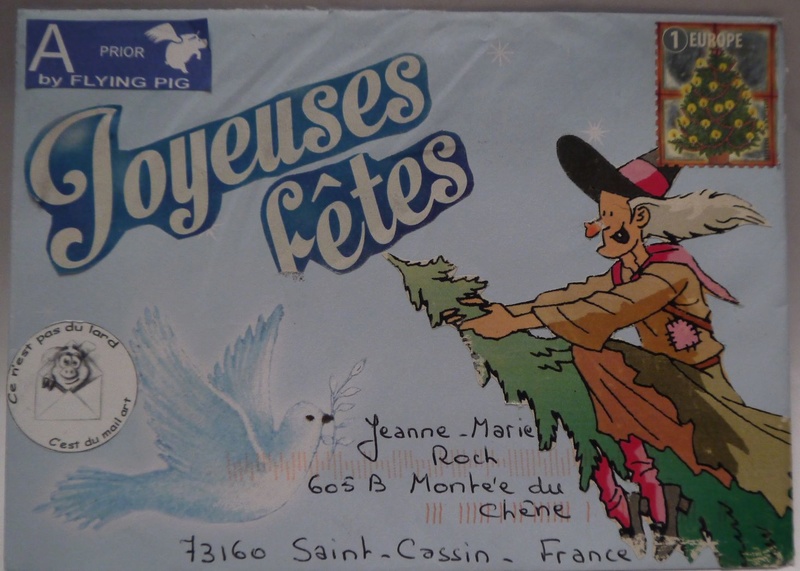 A PRIOR
by FLYING PIG
1 EUROPE
Joyeuses
fêtes
Ce n'est pas du lard
C'est du mail art
Jeanne-Marie
Roch
605 B Montée du
Chêne
73160 Saint-Cassin - France